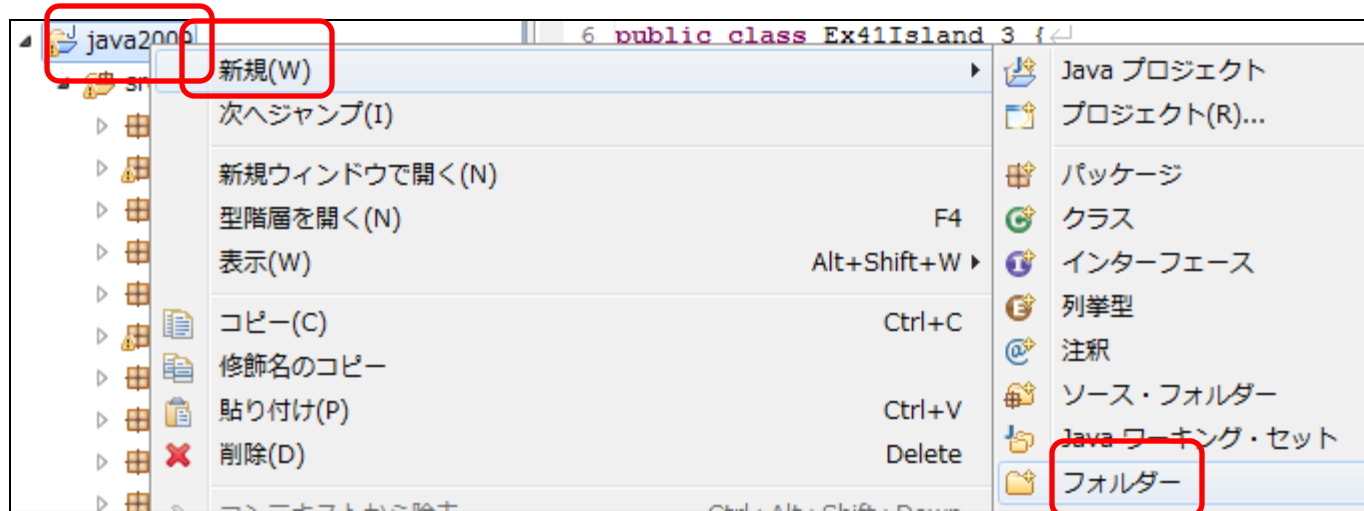 java2009
6 public class Ex41Island_3 {
新規(W)
次へジャンプ(I)
新規ウィンドウで開く(N)
型階層を開く(N) F4
表示(W) Alt+Shift+W
コピー(C) Ctrl+C
修飾名のコピー
貼り付け(P) Ctrl+V
削除(D) Delete
Java プロジェクト
プロジェクト(R)...
パッケージ
クラス
インターフェース
列挙型
注釈
ソース・フォルダー
Java ワーキング・セット
フォルダー